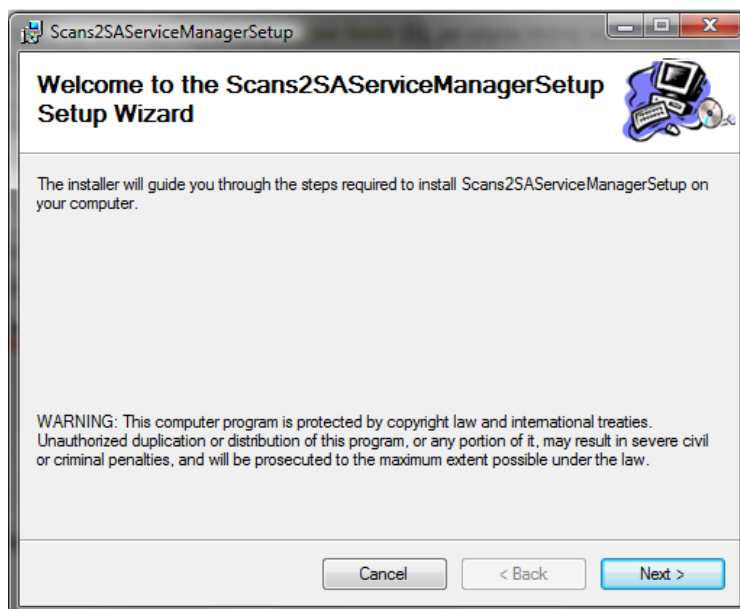 Scans2SAServiceManagerSetup
Welcome to the Scans2SAServiceManagerSetup
Setup Wizard
The installer will guide you through the steps required to install Scans2SAServiceManagerSetup on
your computer.
WARNING: This computer program is protected by copyright law and international treaties.
Unauthorized duplication or distribution of this program, or any portion of it, may result in severe civil
or criminal penalties, and will be prosecuted to the maximum extent possible under the law.
Cancel
< Back
Next >